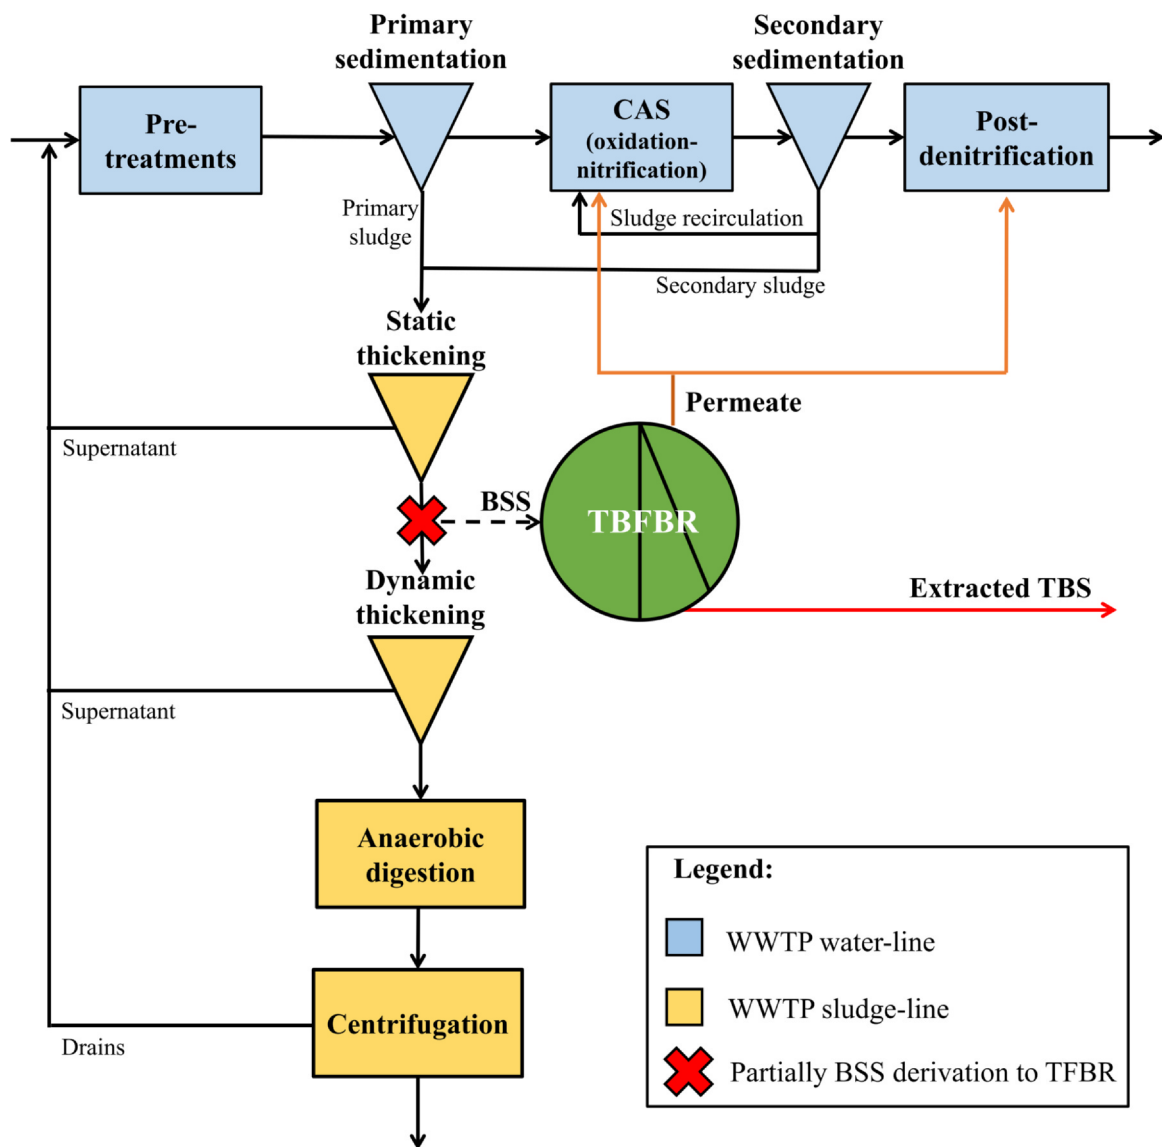 Primary
sedimentation
Secondary
sedimentation
Pre-
treatments
CAS
(oxidation-
nitrification)
Post-
denitrification
Primary
sludge
Sludge recirculation
Secondary sludge
Static
thickening
Permeate
Supernatant
BSS
TBFBR
Dynamic
thickening
Extracted TBS
Supernatant
Anaerobic
digestion
Centrifugation
Drains
Legend:
WWTP water-line
WWTP sludge-line
Partially BSS derivation to TFBR